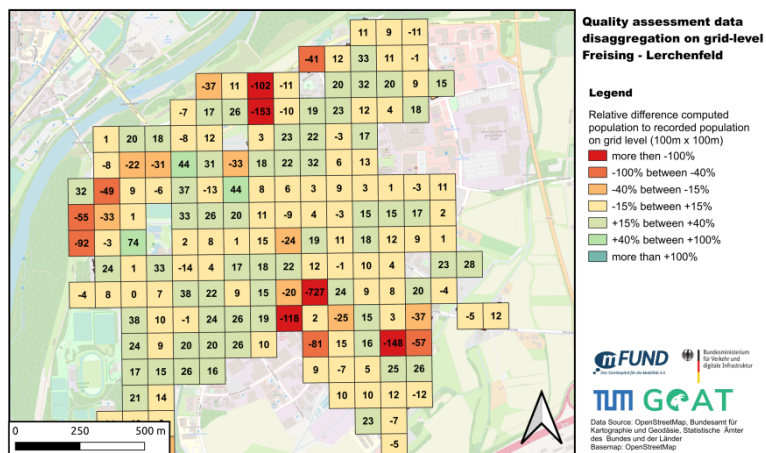 Quality assessment data
disaggregation on grid-level
Freising - Lerchenfeld
Legend
Relative difference computed
population to recorded population
on grid level (100m x 100m)
more then -100%
-100% between -40%
-40% between -15%
-15% between +15%
+15% between +40%
+40% between +100%
more than +100%
11 9 -11
-41 12 33 11 -1
-37 11 -102 -11 20 32 20 9 15
-7 17 26 -153 -10 19 23 12 4 18
1 20 18 -8 12 3 23 22 -3 17
-8 -22 -31 44 31 -33 18 22 32 6 13
32 -49 9 -6 37 -13 44 8 6 3 9 3 1 -3 11
-55 -33 1 33 26 20 11 -9 4 -3 15 15 17 2
-92 -3 74 2 8 1 15 -24 19 11 18 12 9 1
24 1 33 -14 4 17 18 22 12 -1 10 4 23 28
-4 8 0 7 38 22 9 15 -20 -727 24 9 8 20 -4
38 10 -1 24 26 19 -118 2 -25 15 3 -37 -5 12
24 9 20 20 26 10 -81 15 16 -148 -57
17 15 26 16 9 -7 5 25 26
21 14 10 10 12 -12
23 -7
-5
0 250 500 m
mFUND
Bundesministerium
für Verkehr und
digitale Infrastruktur
TUM GOAT
Data Source: OpenStreetMap, Bundesamt für
Kartographie und Geodäsie, Statistische Ämter
des Bundes und der Länder
Basemap: OpenStreetMap